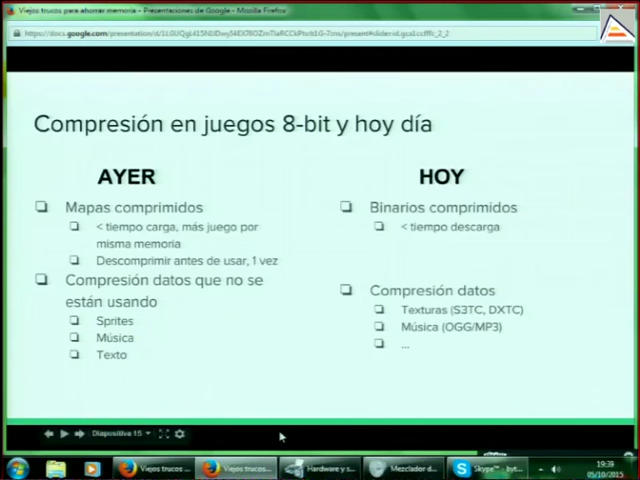 Viejos trucos para ahorrar memoria - Presentaciones de Google - Mozilla Firefox
Compresión en juegos 8-bit y hoy día
AYER
Mapas comprimidos
< tiempo carga, más juego por
misma memoria
Descomprimir antes de usar, 1 vez
Compresión datos que no se
están usando
Sprites
Música
Texto
HOY
Binarios comprimidos
< tiempo descarga
Compresión datos
Texturas (S3TC, DXTC)
Música (OGG/MP3)
...
Diapositiva 15
Viejos trucos ...
Viejos trucos...
Hardware y s...
Mezclador d...
Skype™ - byt...
19:39
05/10/2015